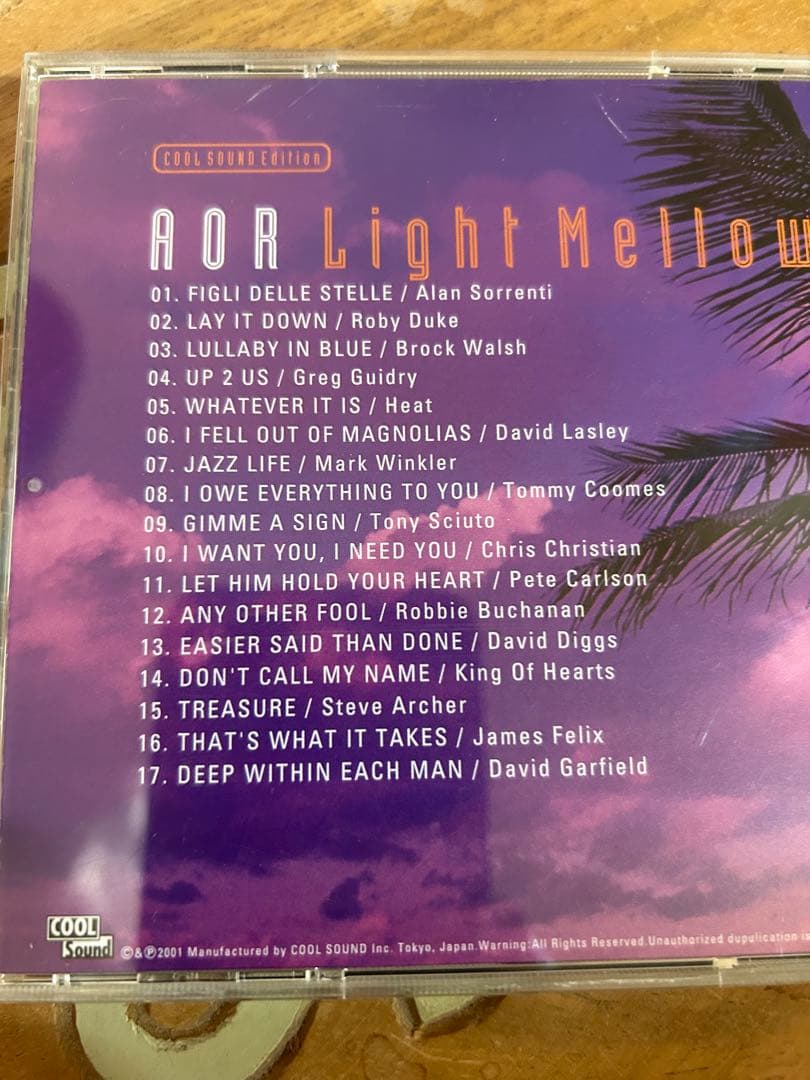 COOL SOUND Edition
AOR Light Mellow
01. FIGLI DELLE STELLE / Alan Sorrenti
02. LAY IT DOWN / Roby Duke
03. LULLABY IN BLUE / Brock Walsh
04. UP 2 US / Greg Guidry
05. WHATEVER IT IS / Heat
06. I FELL OUT OF MAGNOLIAS / David Lasley
07. JAZZ LIFE / Mark Winkler
08. I OWE EVERYTHING TO YOU / Tommy Coomes
09. GIMME A SIGN / Tony Sciuto
10. I WANT YOU, I NEED YOU / Chris Christian
11. LET HIM HOLD YOUR HEART / Pete Carlson
12. ANY OTHER FOOL / Robbie Buchanan
13. EASIER SAID THAN DONE / David Diggs
14. DON'T CALL MY NAME / King Of Hearts
15. TREASURE / Steve Archer
16. THAT'S WHAT IT TAKES / James Felix
17. DEEP WITHIN EACH MAN / David Garfield
COOL
Sound
©&℗2001 Manufactured by COOL SOUND Inc. Tokyo, Japan.Warning:All Rights Reserved.Unauthorized dupulication is